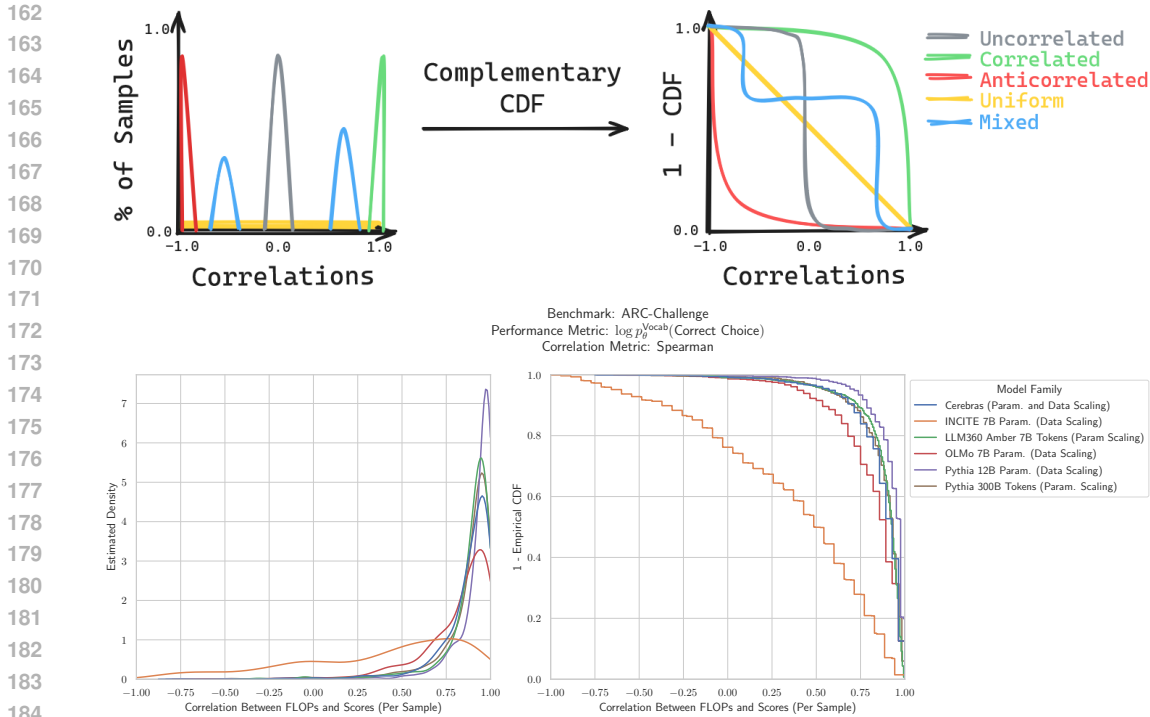 162
163
164
165
166
167
168
169
170
171
172
173
174
175
176
177
178
179
180
181
182
183
184
1.0
% of Samples
0.0
−1.0 0.0 1.0
Correlations
Complementary
CDF
1.0
1 - CDF
0.0
−1.0 0.0 1.0
Correlations
Uncorrelated
Correlated
Anticorrelated
Uniform
Mixed
Benchmark: ARC-Challenge
Performance Metric: log p_θ^Vocab(Correct Choice)
Correlation Metric: Spearman
7
6
5
4
3
2
1
0
Estimated Density
−1.00 −0.75 −0.50 −0.25 0.00 0.25 0.50 0.75 1.00
Correlation Between FLOPs and Scores (Per Sample)
1.0
0.8
0.6
0.4
0.2
0.0
1 - Empirical CDF
−1.00 −0.75 −0.50 −0.25 0.00 0.25 0.50 0.75 1.00
Correlation Between FLOPs and Scores (Per Sample)
Model Family
Cerebras (Param. and Data Scaling)
INCITE 7B Param. (Data Scaling)
LLM360 Amber 7B Tokens (Param Scaling)
OLMo 7B Param. (Data Scaling)
Pythia 12B Param. (Data Scaling)
Pythia 300B Tokens (Param. Scaling)